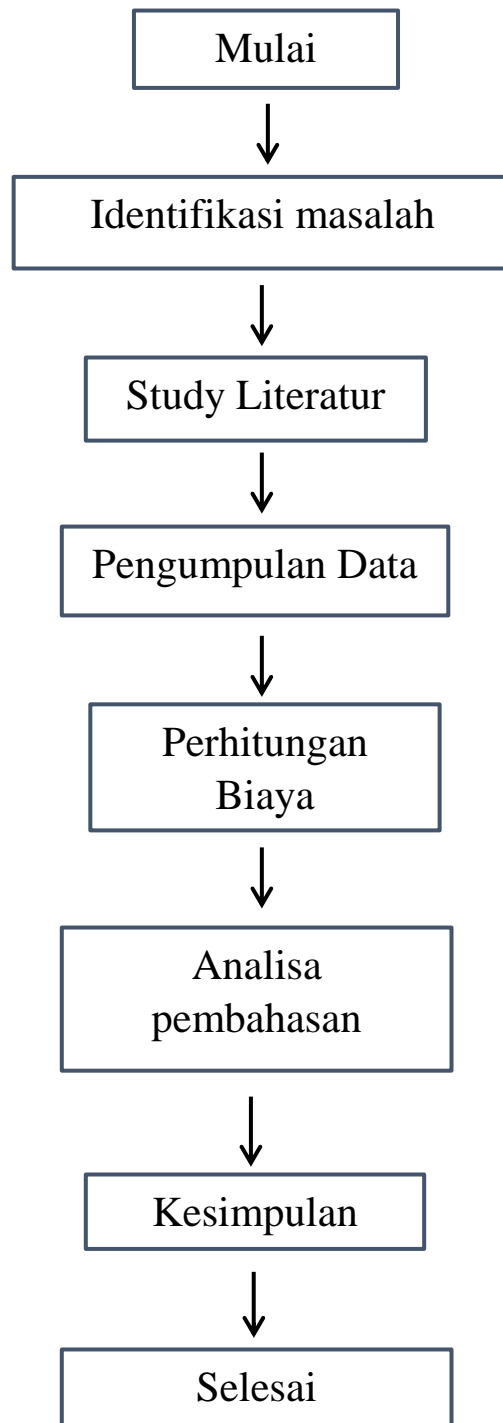 Mulai
Identifikasi masalah
Study Literatur
Pengumpulan Data
Perhitungan
Biaya
Analisa
pembahasan
Kesimpulan
Selesai